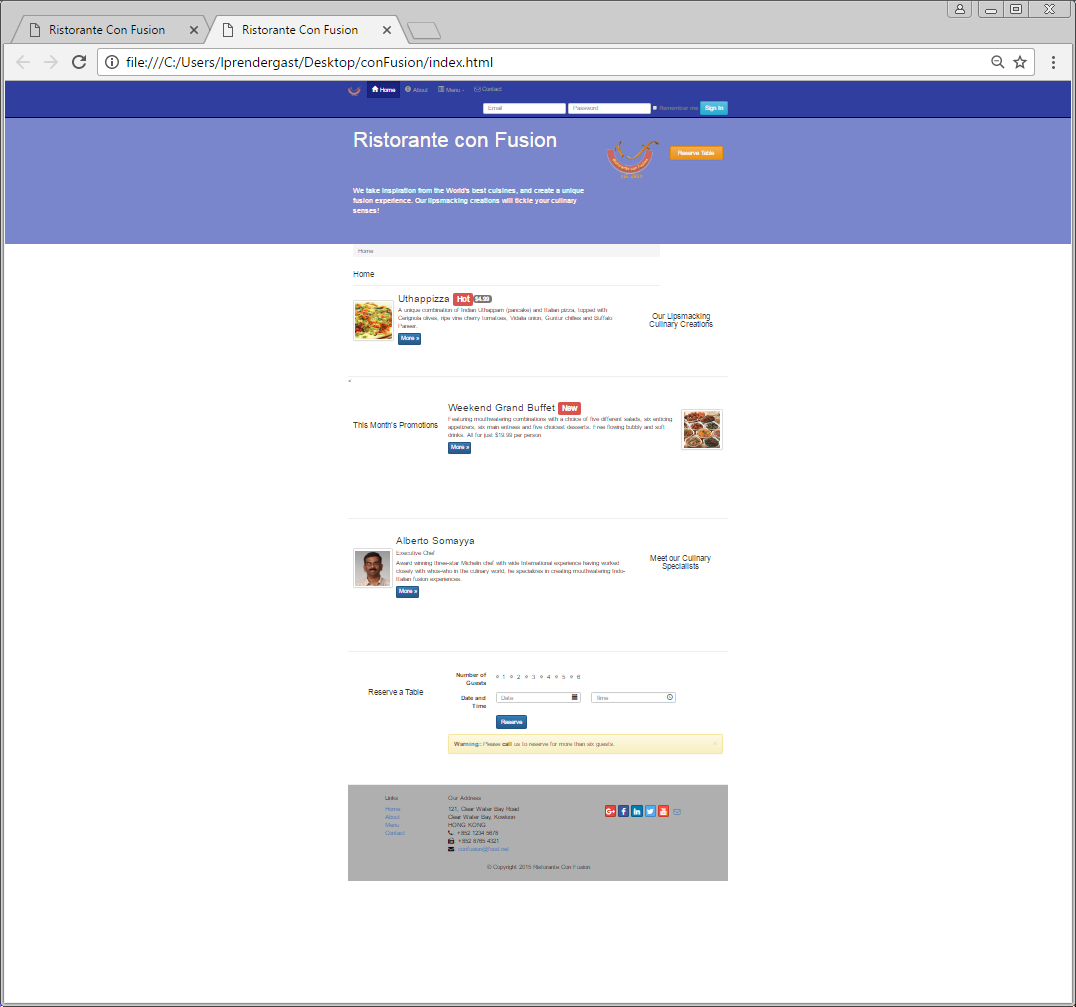 Ristorante Con Fusion
Ristorante Con Fusion
file:///C:/Users/lprendergast/Desktop/conFusion/index.html
Home About Menu Contact
Email Password Remember me Sign In
Ristorante con Fusion
Reserve Table
We take inspiration from the World's best cuisines, and create a unique
fusion experience. Our lipsmacking creations will tickle your culinary
senses!
Home
Home
Uthappizza Hot $4.99
A unique combination of Indian Uthappam (pancake) and Italian pizza, topped with
Cerignola olives, ripe vine cherry tomatoes, Vidalia onion, Guntur chillies and Buffalo
Paneer.
More »
Our Lipsmacking
Culinary Creations
<
This Month's Promotions
Weekend Grand Buffet New
Featuring mouthwatering combinations with a choice of five different salads, six enticing
appetizers, six main entrees and five choicest desserts. Free flowing bubbly and soft
drinks. All for just $19.99 per person
More »
Alberto Somayya
Executive Chef
Award winning three-star Michelin chef with wide International experience having worked
closely with whos-who in the culinary world, he specializes in creating mouthwatering Indo-
Italian fusion experiences.
More »
Meet our Culinary
Specialists
Reserve a Table
Number of
Guests
1 2 3 4 5 6
Date and
Time
Date Time
Reserve
Warning: Please call us to reserve for more than six guests. ×
Links
Home
About
Menu
Contact
Our Address
121, Clear Water Bay Road
Clear Water Bay, Kowloon
HONG KONG
: +852 1234 5678
: +852 8765 4321
: confusion@food.net
G+ f in
© Copyright 2015 Ristorante Con Fusion